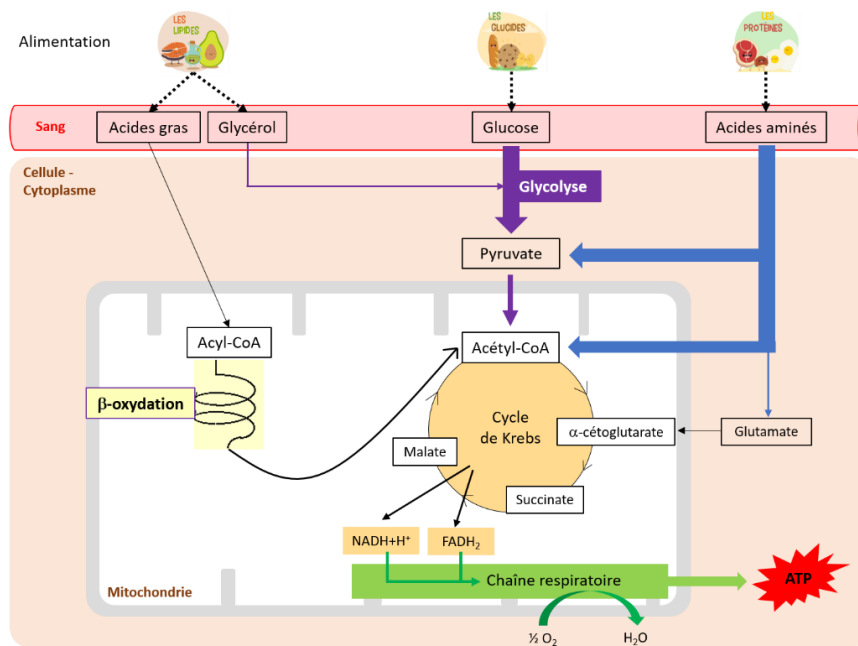 Alimentation
LES
LIPIDES
LES
GLUCIDES
LES
PROTÉINES
Sang
Acides gras
Glycérol
Glucose
Acides aminés
Cellule -
Cytoplasme
Glycolyse
Pyruvate
Acyl-CoA
Acétyl-CoA
β-oxydation
Cycle
de Krebs
α-cétoglutarate
Glutamate
Malate
Succinate
NADH+H⁺
FADH₂
Chaîne respiratoire
ATP
Mitochondrie
½ O₂
H₂O